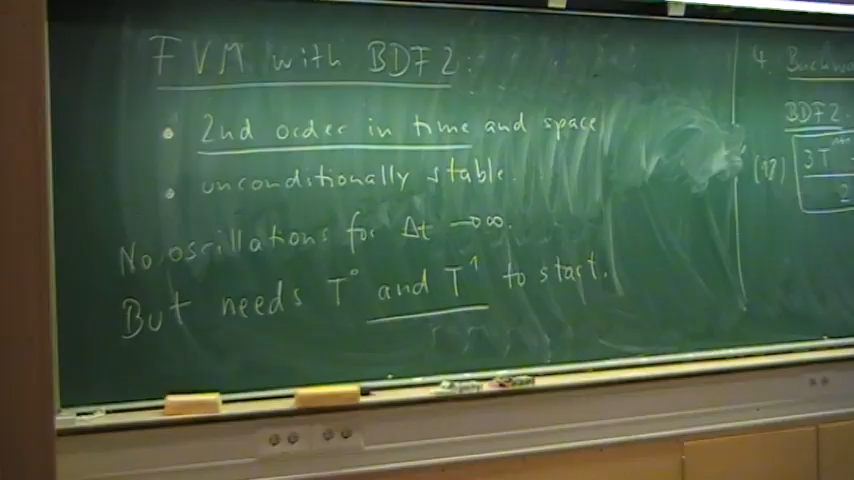 FVM with BDF2:
• 2nd order in time and space
• unconditionally stable.
No oscillations for Δt → ∞.
But needs T⁰ and T¹ to start.
4. 
BDF2.
(18) 3T
2